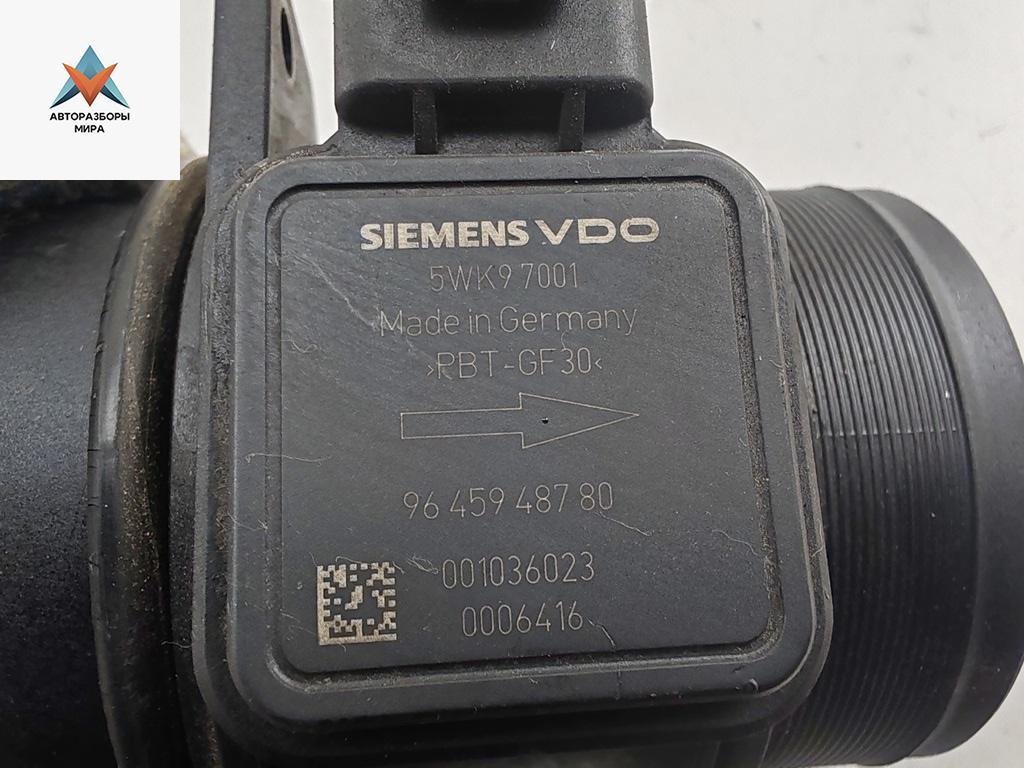 АВТОРАЗБОРЫ
МИРА
SIEMENS VDO
5WK9 7001
Made in Germany
>PBT-GF30<
96 459 487 80
001036023
0006416